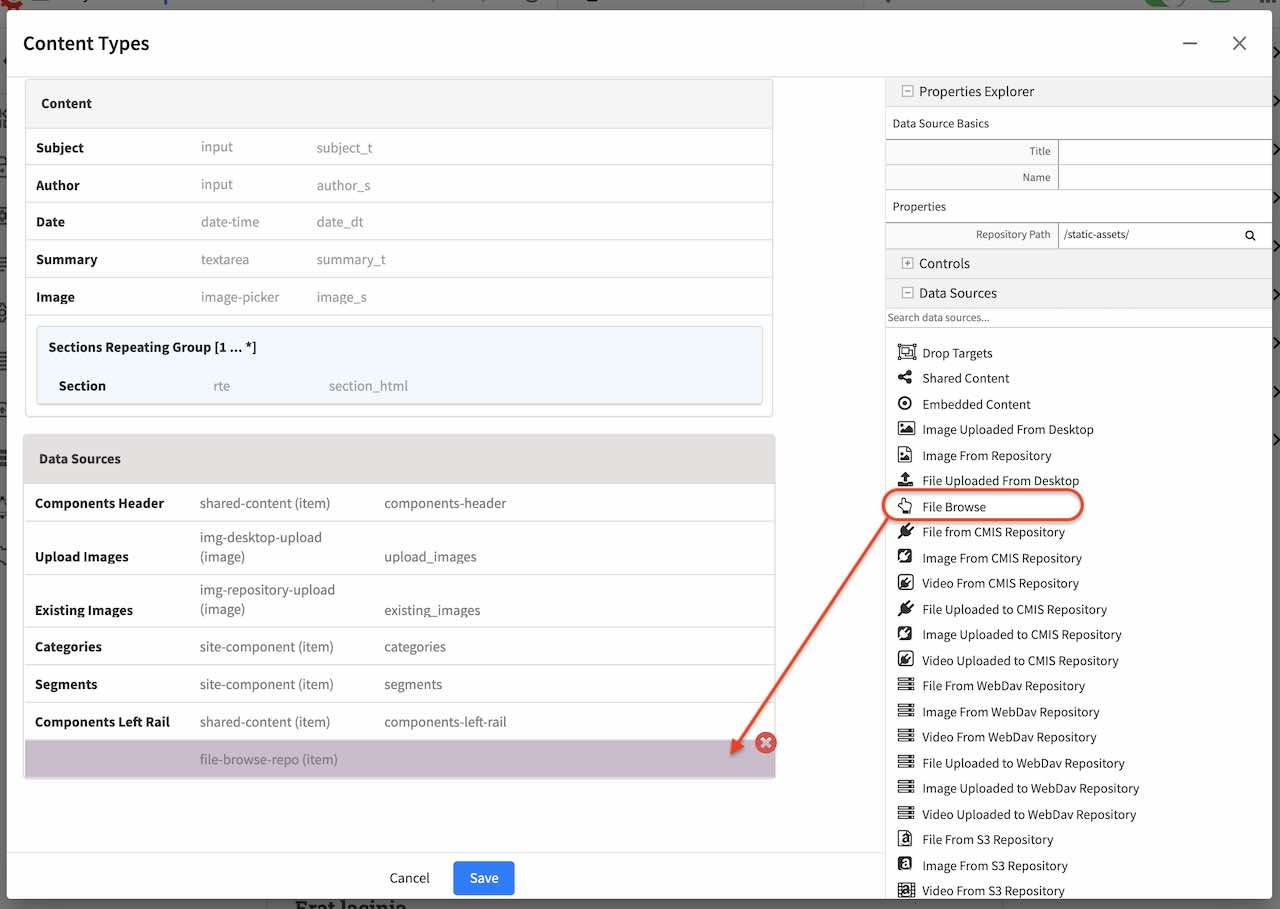 Content Types
Content
Subject input subject_t
Author input author_s
Date date-time date_dt
Summary textarea summary_t
Image image-picker image_s
Sections Repeating Group [1 ... *]
Section rte section_html
Data Sources
Components Header shared-content (item) components-header
img-desktop-upload
Upload Images (image) upload_images
img-repository-upload
Existing Images (image) existing_images
Categories site-component (item) categories
Segments site-component (item) segments
Components Left Rail shared-content (item) components-left-rail
file-browse-repo (item)
Cancel Save
Properties Explorer
Data Source Basics
Title
Name
Properties
Repository Path /static-assets/
Controls
Data Sources
Search data sources...
Drop Targets
Shared Content
Embedded Content
Image Uploaded From Desktop
Image From Repository
File Uploaded From Desktop
File Browse
File from CMIS Repository
Image From CMIS Repository
Video From CMIS Repository
File Uploaded to CMIS Repository
Image Uploaded to CMIS Repository
Video Uploaded to CMIS Repository
File From WebDav Repository
Image From WebDav Repository
Video From WebDav Repository
File Uploaded to WebDav Repository
Image Uploaded to WebDav Repository
Video Uploaded to WebDav Repository
File From S3 Repository
Image From S3 Repository
Video From S3 Repository
Erat lacinia